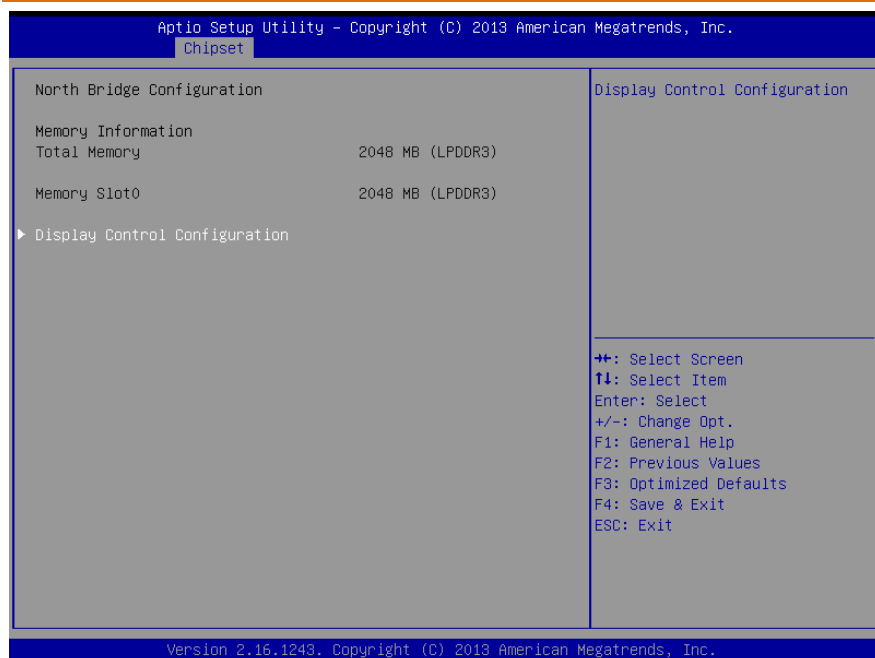 Aptio Setup Utility – Copyright (C) 2013 American Megatrends, Inc.
Chipset
North Bridge Configuration
Memory Information
Total Memory 2048 MB (LPDDR3)
Memory Slot0 2048 MB (LPDDR3)
▶ Display Control Configuration
Display Control Configuration
→←: Select Screen
↑↓: Select Item
Enter: Select
+/-: Change Opt.
F1: General Help
F2: Previous Values
F3: Optimized Defaults
F4: Save & Exit
ESC: Exit
Version 2.16.1243. Copyright (C) 2013 American Megatrends, Inc.